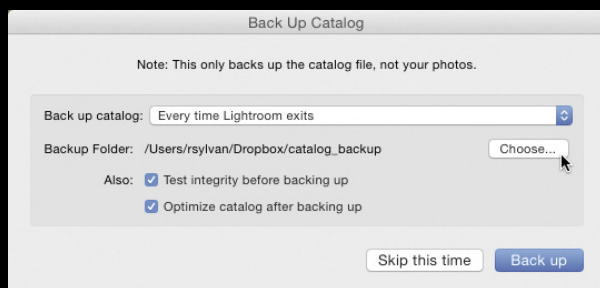 Back Up Catalog
Note: This only backs up the catalog file, not your photos.
Back up catalog: Every time Lightroom exits
Backup Folder: /Users/rsylvan/Dropbox/catalog_backup Choose...
Also: Test integrity before backing up
Optimize catalog after backing up
Skip this time Back up